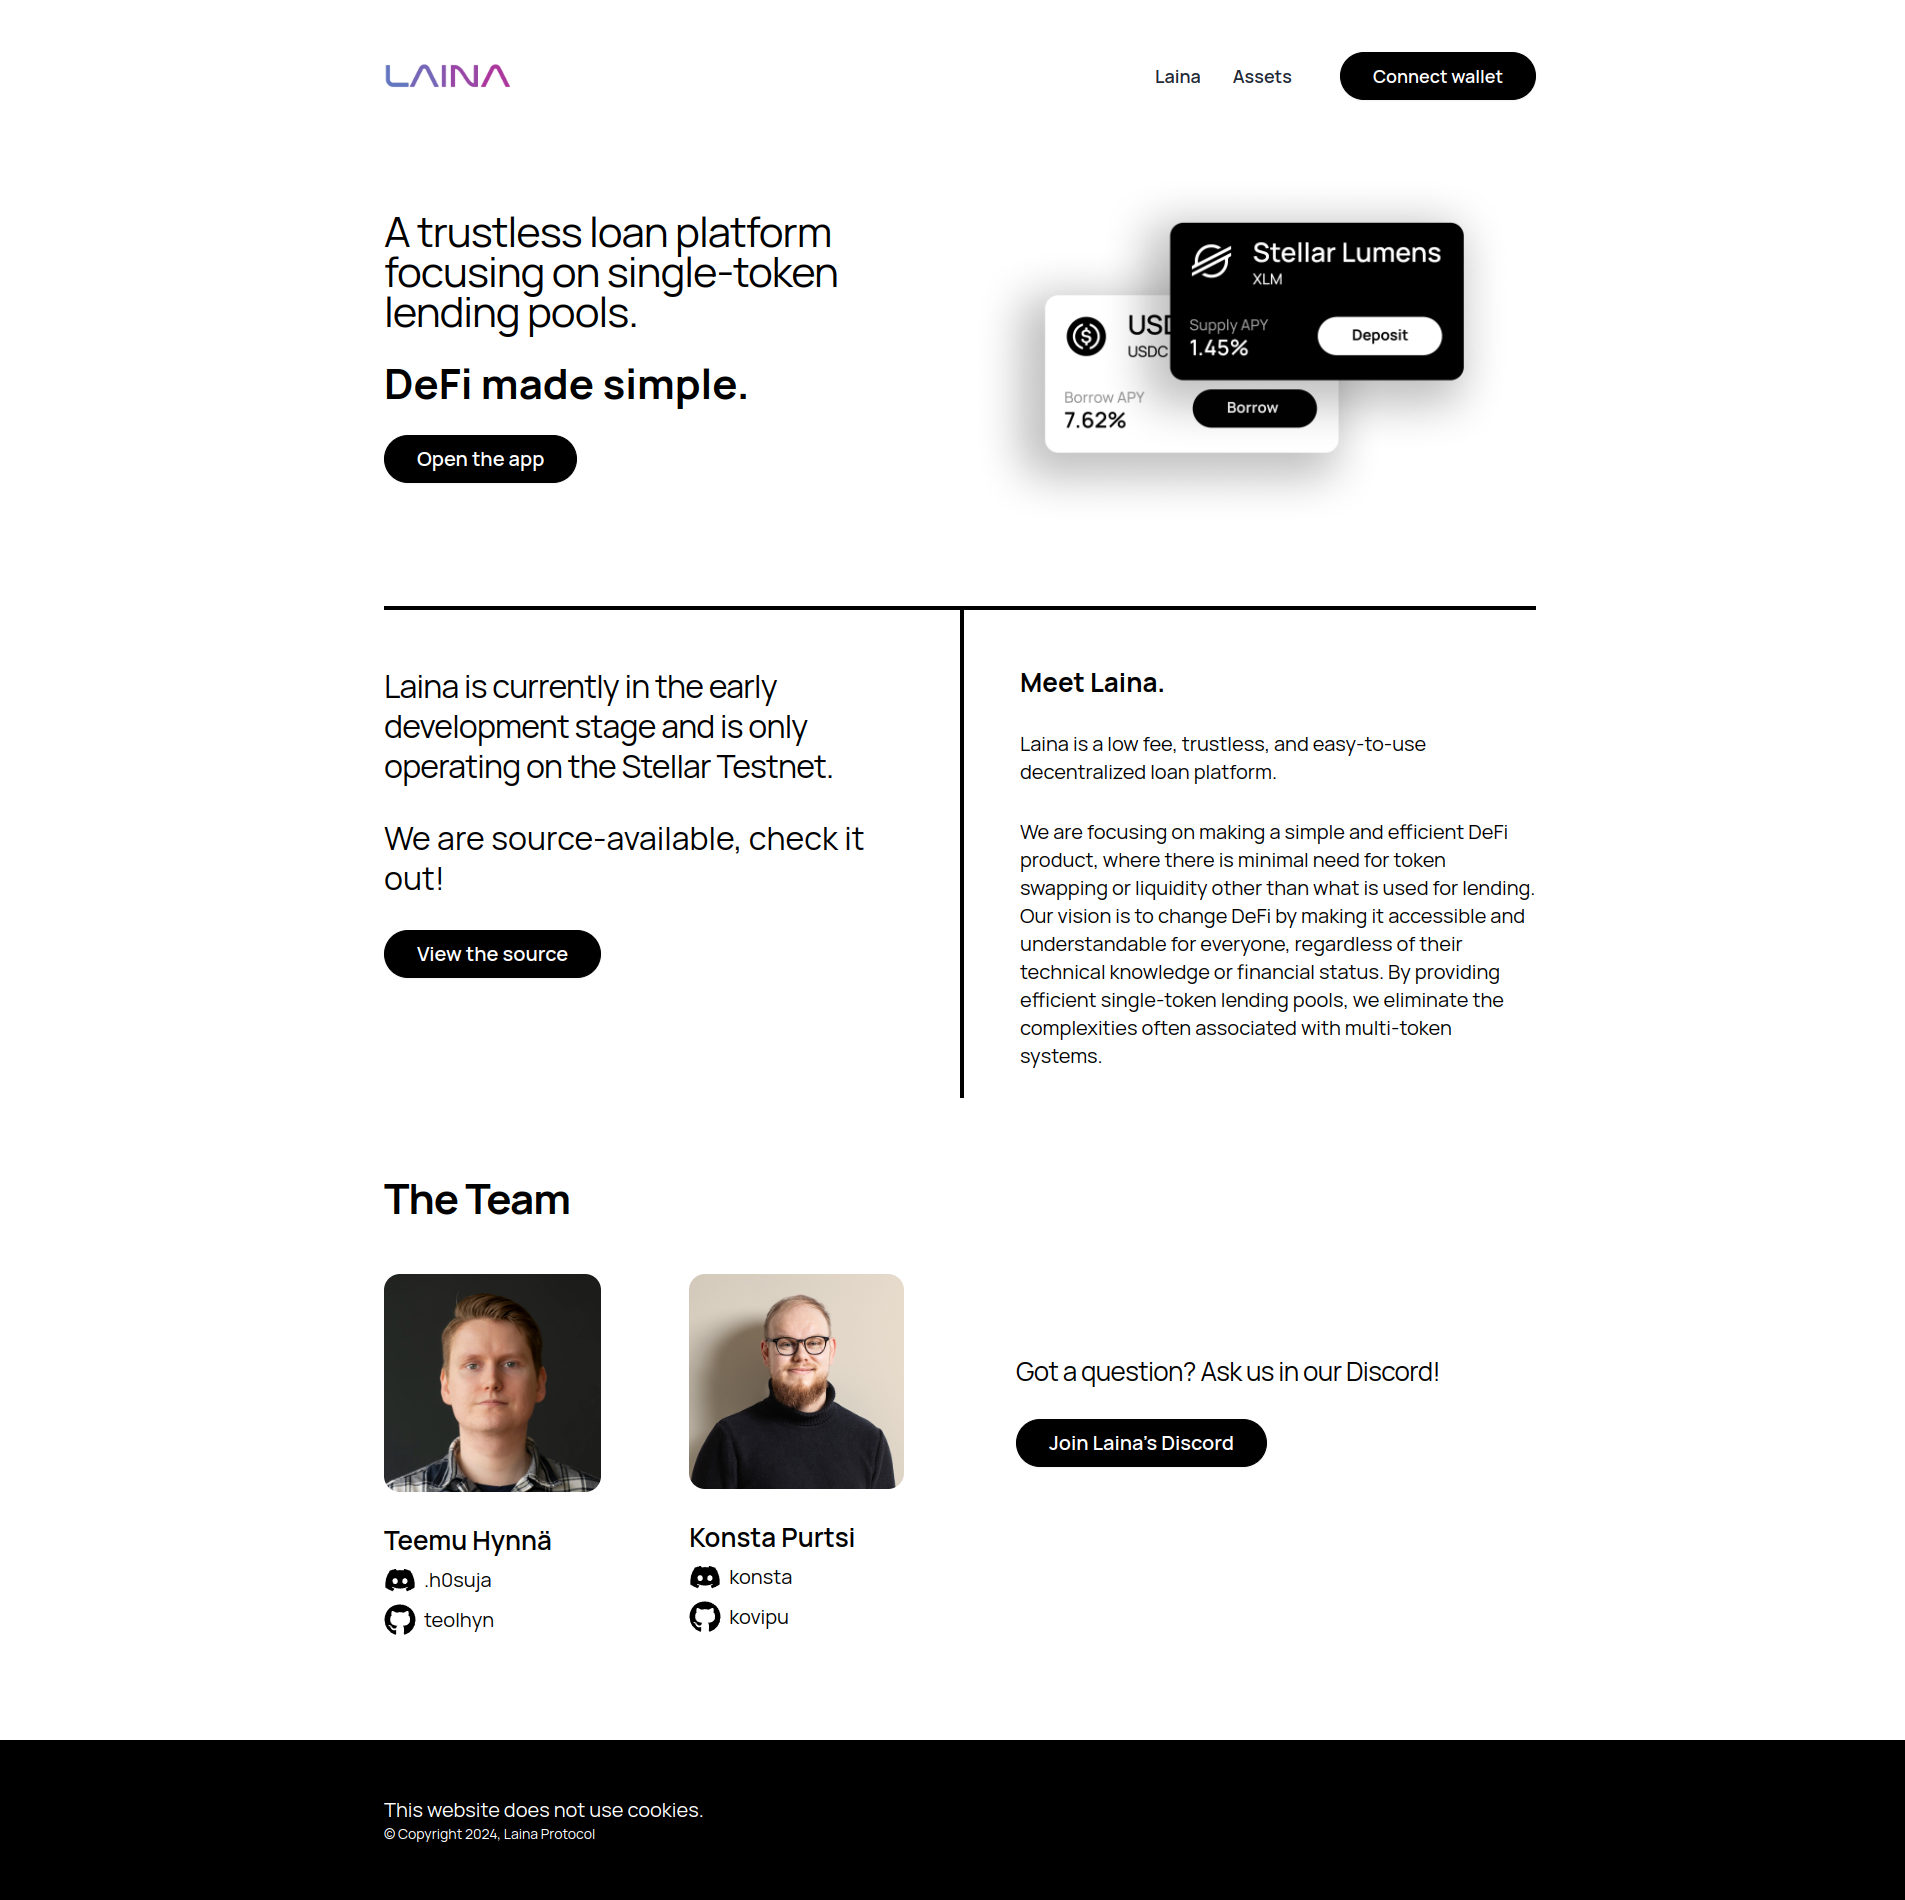 LAINA
Laina
Assets
Connect wallet
A trustless loan platform
focusing on single-token
lending pools.
DeFi made simple.
Open the app
Stellar Lumens
XLM
Supply APY
1.45%
Deposit
USDC
Borrow APY
7.62%
Borrow
Laina is currently in the early
development stage and is only
operating on the Stellar Testnet.
We are source-available, check it
out!
View the source
Meet Laina.
Laina is a low fee, trustless, and easy-to-use
decentralized loan platform.
We are focusing on making a simple and efficient DeFi
product, where there is minimal need for token
swapping or liquidity other than what is used for lending.
Our vision is to change DeFi by making it accessible and
understandable for everyone, regardless of their
technical knowledge or financial status. By providing
efficient single-token lending pools, we eliminate the
complexities often associated with multi-token
systems.
The Team
Teemu Hynnä
.h0suja
teolhyn
Konsta Purtsi
konsta
kovipu
Got a question? Ask us in our Discord!
Join Laina's Discord
This website does not use cookies.
© Copyright 2024, Laina Protocol